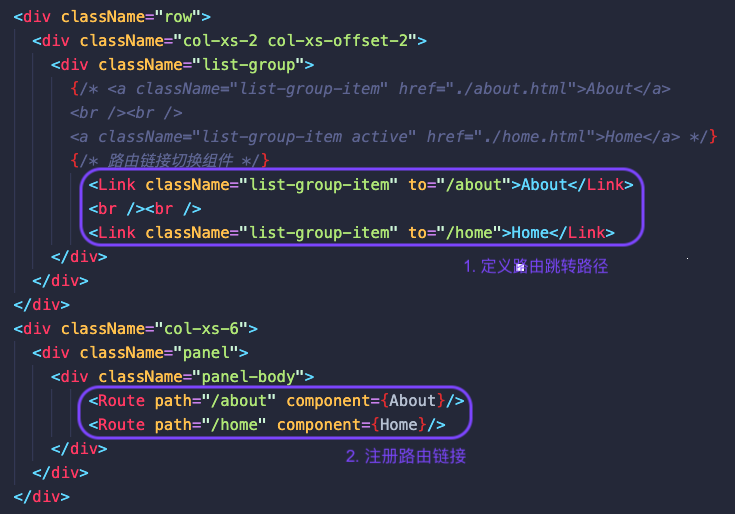 <div className="row">
<div className="col-xs-2 col-xs-offset-2">
<div className="list-group">
{/* <a className="list-group-item" href="./about.html">About</a>
<br /><br />
<a className="list-group-item active" href="./home.html">Home</a> */}
{/* 路由链接切换组件 */}
<Link className="list-group-item" to="/about">About</Link>
<br /><br />
<Link className="list-group-item" to="/home">Home</Link>
</div>
1. 定义路由跳转路径
</div>
</div>
<div className="col-xs-6">
<div className="panel">
<div className="panel-body">
<Route path="/about" component={About}/>
<Route path="/home" component={Home}/>
</div>
2. 注册路由链接
</div>
</div>